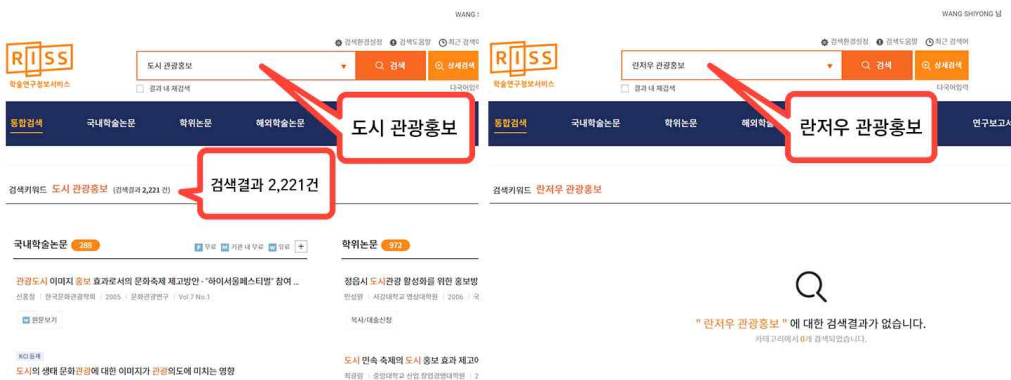 WANG S
검색환경설정 검색도움말 최근 검색어
RISS
학술연구정보서비스
도시 관광홍보
검색
상세검색
결과 내 재검색
다국어입력
통합검색 국내학술논문 학위논문 해외학술논문
도시 관광홍보
검색키워드 도시 관광홍보 (검색결과 2,221 건)
검색결과 2,221건
국내학술논문 288
무료 기관 내 무료 유료
관광도시 이미지 홍보 효과로서의 문화축제 제고방안 - "하이서울페스티벌" 참여 ...
신홍철 한국문화관광학회 2005 문화관광연구 Vol.7 No.1
원문보기
KCI 등재
도시의 생태 문화관광에 대한 이미지가 관광의도에 미치는 영향
학위논문 972
정읍시 도시관광 활성화를 위한 홍보방
민성원 서강대학교 영상대학원 2006 국
복사/대출신청
도시 민속 축제의 도시 홍보 효과 제고에
최광림 중앙대학교 산업.창업경영대학원 2
WANG SHIYONG 님
검색환경설정 검색도움말 최근 검색어
RISS
학술연구정보서비스
란저우 관광홍보
검색
상세검색
결과 내 재검색
다국어입력
통합검색 국내학술논문 학위논문 해외학술 연구보고서
란저우 관광홍보
검색키워드 란저우 관광홍보
" 란저우 관광홍보 " 에 대한 검색결과가 없습니다.
카테고리에서 0개 검색되었습니다.